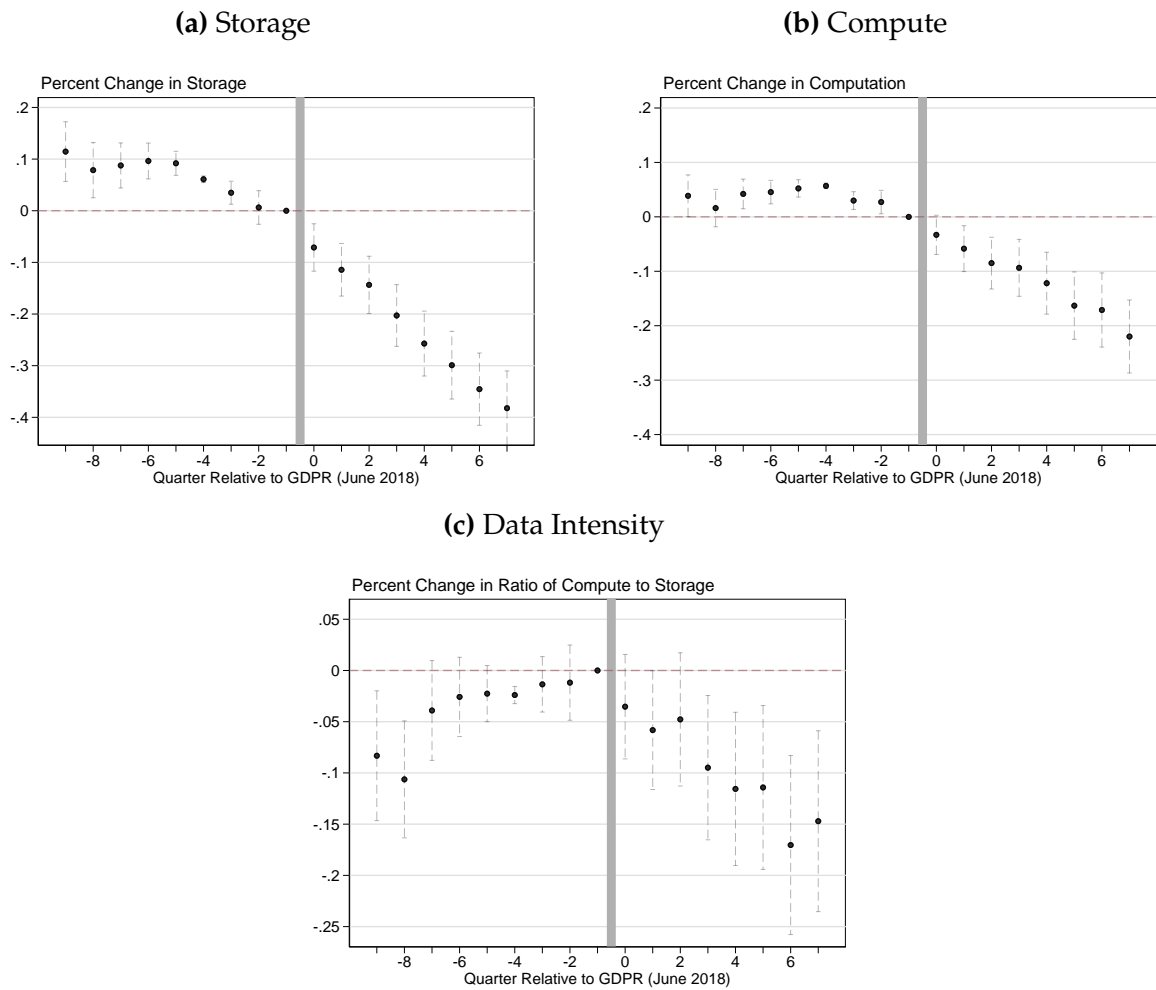 (a) Storage
Percent Change in Storage
.2
.1
0
-.1
-.2
-.3
-.4
-8 -6 -4 -2 0 2 4 6
Quarter Relative to GDPR (June 2018)
(b) Compute
Percent Change in Computation
.2
.1
0
-.1
-.2
-.3
-.4
-8 -6 -4 -2 0 2 4 6
Quarter Relative to GDPR (June 2018)
(c) Data Intensity
Percent Change in Ratio of Compute to Storage
.05
0
-.05
-.1
-.15
-.2
-.25
-8 -6 -4 -2 0 2 4 6
Quarter Relative to GDPR (June 2018)